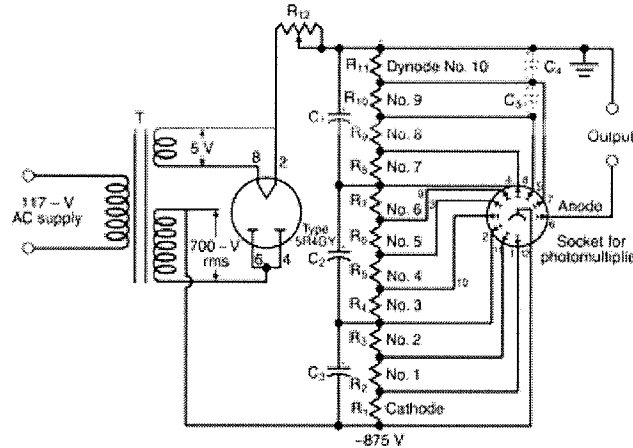 R12
R11 Dynode No. 10
C4
R10 No. 9
C5
T
C1
R9 No. 8
Output
5 V
8 2
R8 No. 7
117 – V
AC supply
R7 No. 6
Anode
Type
5R4GY
700 – V
rms
R6 No. 5
Socket for
photomultiplie
C2
R5 No. 4
6 4
10
R4 No. 3
R3 No. 2
C3
R2 No. 1
R1 Cathode
–875 V